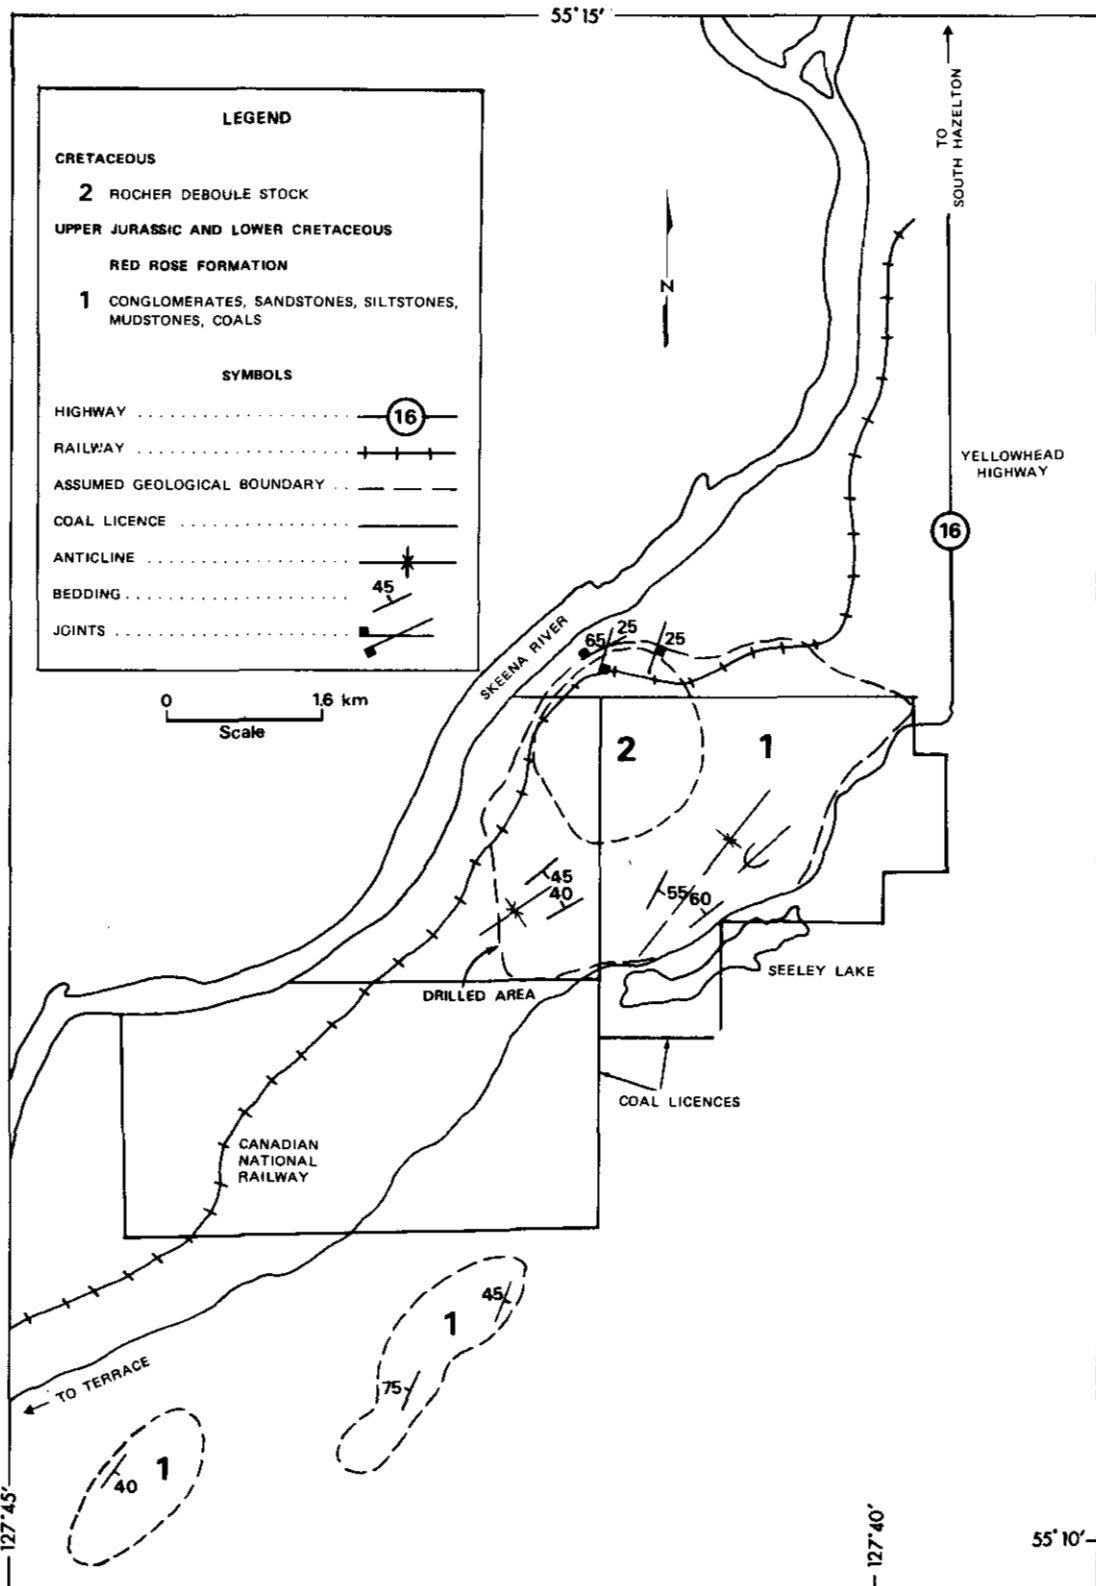 55°15′
LEGEND
CRETACEOUS
2 ROCHER DEBOULE STOCK
UPPER JURASSIC AND LOWER CRETACEOUS
RED ROSE FORMATION
1 CONGLOMERATES, SANDSTONES, SILTSTONES,
MUDSTONES, COALS
SYMBOLS
HIGHWAY . . . . . . . . . . . . . . . . . . 16
RAILWAY . . . . . . . . . . . . . . . . . .
ASSUMED GEOLOGICAL BOUNDARY . .
COAL LICENCE . . . . . . . . . . . . . . .
ANTICLINE . . . . . . . . . . . . . . . . .
BEDDING . . . . . . . . . . . . . . . . . . 45
JOINTS . . . . . . . . . . . . . . . . . . .
0 1.6 km
Scale
TO
SOUTH HAZELTON
N
YELLOWHEAD
HIGHWAY
16
SKEENA RIVER
65
25
25
2
1
45
40
55
60
SEELEY LAKE
DRILLED AREA
COAL LICENCES
CANADIAN
NATIONAL
RAILWAY
45
1
75
TO TERRACE
1
40
127°45′
127°40′
55°10′